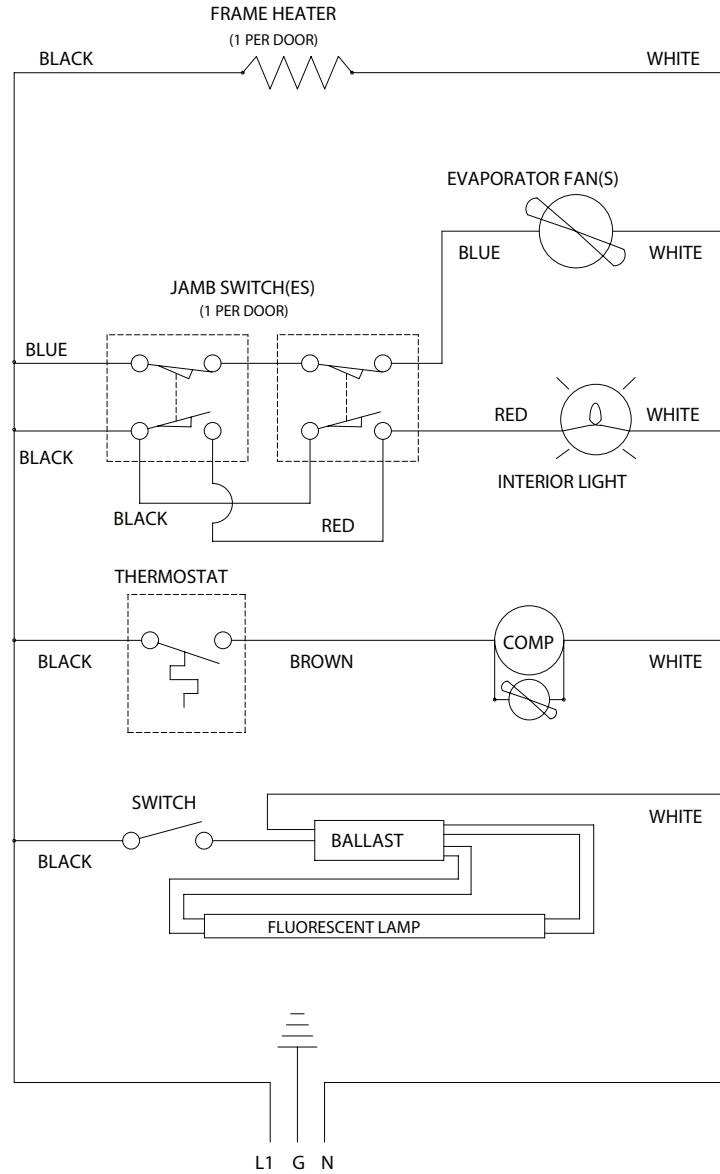 FRAME HEATER
(1 PER DOOR)
BLACK
WHITE
EVAPORATOR FAN(S)
BLUE
WHITE
JAMB SWITCH(ES)
(1 PER DOOR)
BLUE
RED
WHITE
BLACK
INTERIOR LIGHT
BLACK
RED
THERMOSTAT
COMP
BLACK
BROWN
WHITE
SWITCH
WHITE
BALLAST
BLACK
FLUORESCENT LAMP
L1 G N